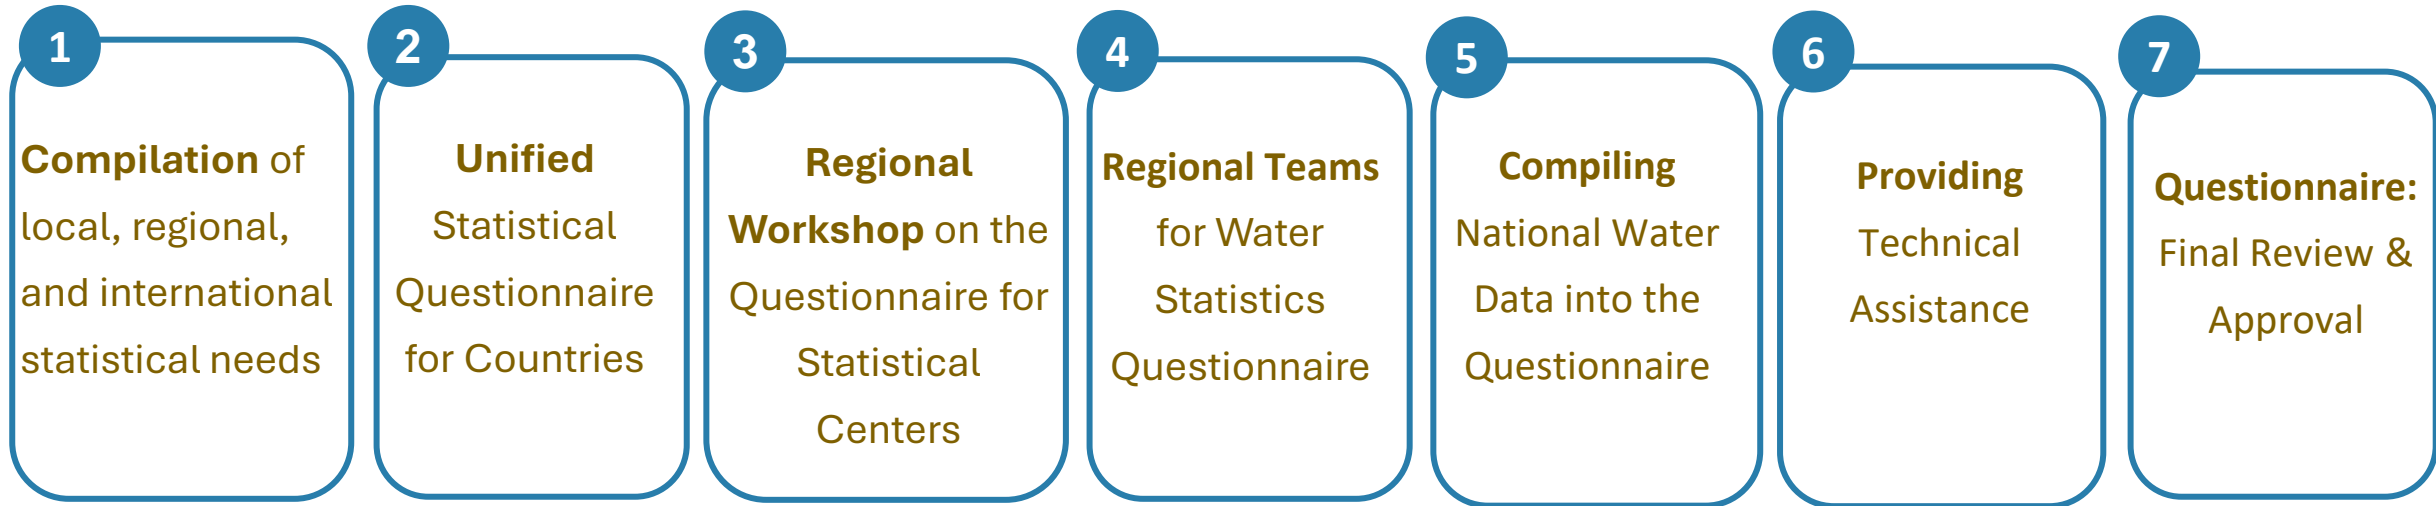 1
Compilation of
local, regional,
and international
statistical needs
2
Unified
Statistical
Questionnaire
for Countries
3
Regional
Workshop on the
Questionnaire for
Statistical
Centers
4
Regional Teams
for Water
Statistics
Questionnaire
5
Compiling
National Water
Data into the
Questionnaire
6
Providing
Technical
Assistance
7
Questionnaire:
Final Review &
Approval